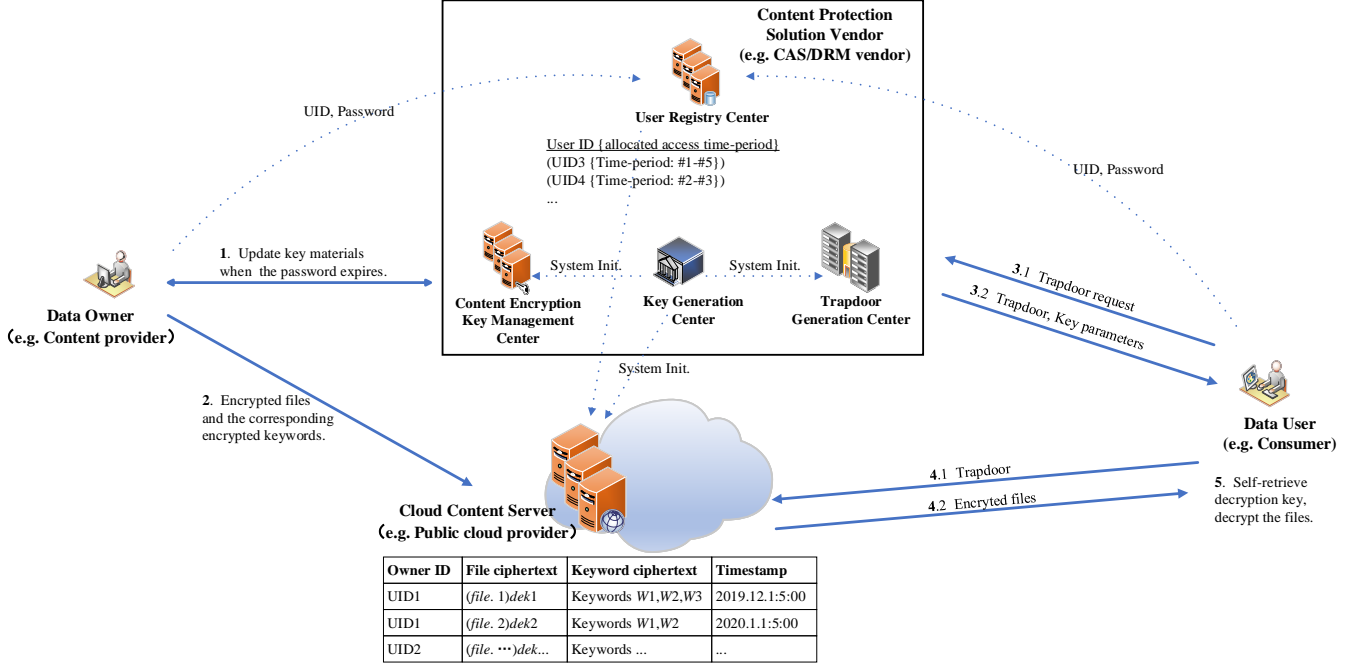 Content Protection
Solution Vendor
(e.g. CAS/DRM vendor)
User Registry Center
UID, Password
UID, Password
User ID {allocated access time-period}
(UID3 {Time-period: #1-#5})
(UID4 {Time-period: #2-#3})
...
1. Update key materials
when the password expires.
System Init.
System Init.
Content Encryption
Key Management
Center
Key Generation
Center
Trapdoor
Generation Center
3.1 Trapdoor request
3.2 Trapdoor, Key parameters
Data Owner
(e.g. Content provider)
System Init.
2. Encrypted files
and the corresponding
encrypted keywords.
Data User
(e.g. Consumer)
4.1 Trapdoor
4.2 Encryted files
5. Self-retrieve
decryption key,
decrypt the files.
Cloud Content Server
(e.g. Public cloud provider)
Owner ID File ciphertext Keyword ciphertext Timestamp
UID1 (file. 1)dek1 Keywords W1,W2,W3 2019.12.1:5:00
UID1 (file. 2)dek2 Keywords W1,W2 2020.1.1:5:00
UID2 (file. ···)dek... Keywords ... ...